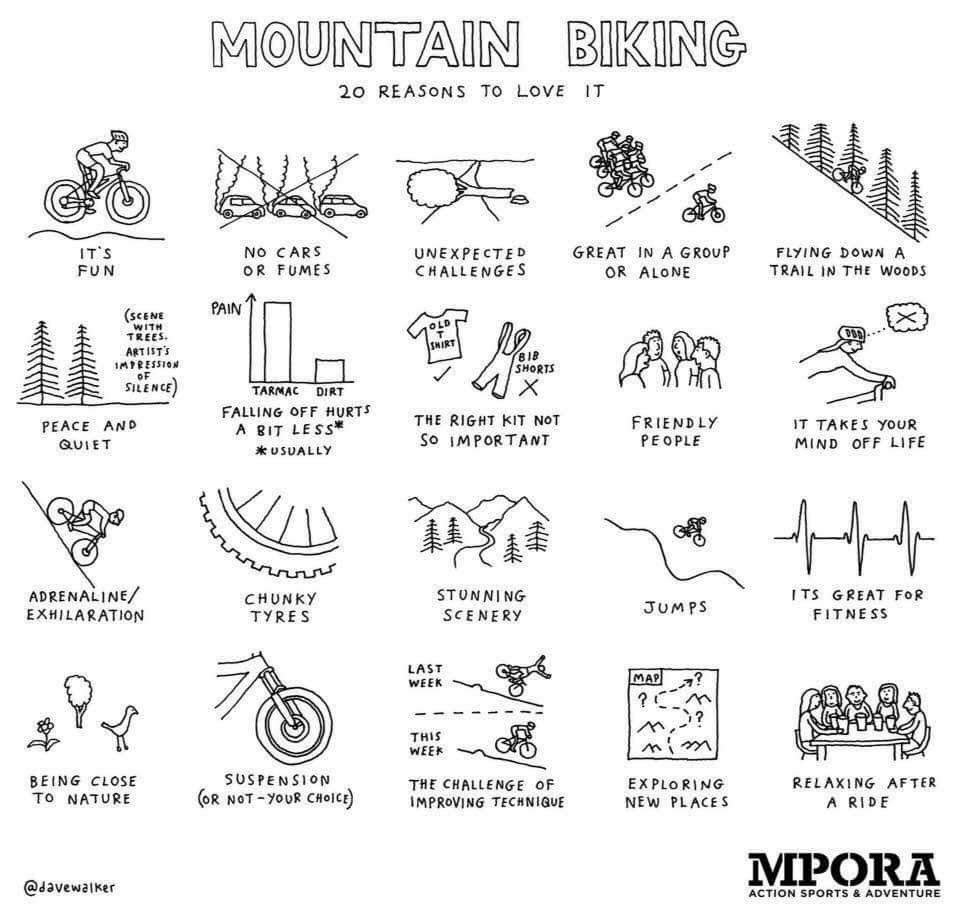 MOUNTAIN BIKING
20 REASONS TO LOVE IT
IT'S
FUN
NO CARS
OR FUMES
UNEXPECTED
CHALLENGES
GREAT IN A GROUP
OR ALONE
FLYING DOWN A
TRAIL IN THE WOODS
(SCENE
WITH
TREES.
ARTIST'S
IMPRESSION
OF
SILENCE)
PEACE AND
QUIET
PAIN
TARMAC DIRT
FALLING OFF HURTS
A BIT LESS*
*USUALLY
OLD
T
SHIRT
BIB
SHORTS
THE RIGHT KIT NOT
SO IMPORTANT
FRIENDLY
PEOPLE
IT TAKES YOUR
MIND OFF LIFE
ADRENALINE/
EXHILARATION
CHUNKY
TYRES
STUNNING
SCENERY
JUMPS
ITS GREAT FOR
FITNESS
BEING CLOSE
TO NATURE
SUSPENSION
(OR NOT-YOUR CHOICE)
LAST
WEEK
THIS
WEEK
THE CHALLENGE OF
IMPROVING TECHNIQUE
MAP
?
?
?
EXPLORING
NEW PLACES
RELAXING AFTER
A RIDE
@davewalker
MPORA
ACTION SPORTS & ADVENTURE